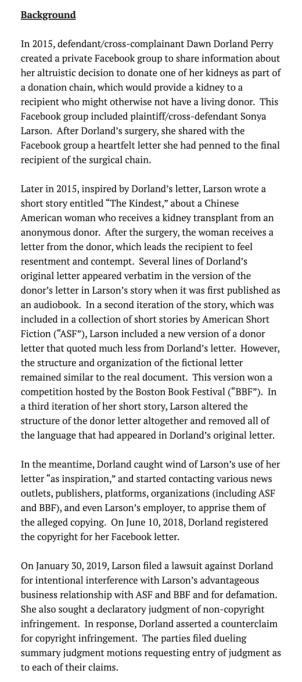 Background
In 2015, defendant/cross-complainant Dawn Dorland Perry
created a private Facebook group to share information about
her altruistic decision to donate one of her kidneys as part of
a donation chain, which would provide a kidney to a
recipient who might otherwise not have a living donor.  This
Facebook group included plaintiff/cross-defendant Sonya
Larson.  After Dorland’s surgery, she shared with the
Facebook group a heartfelt letter she had penned to the final
recipient of the surgical chain.
Later in 2015, inspired by Dorland’s letter, Larson wrote a
short story entitled “The Kindest,” about a Chinese
American woman who receives a kidney transplant from an
anonymous donor.  After the surgery, the woman receives a
letter from the donor, which leads the recipient to feel
resentment and contempt.  Several lines of Dorland’s
original letter appeared verbatim in the version of the
donor’s letter in Larson’s story when it was first published as
an audiobook.  In a second iteration of the story, which was
included in a collection of short stories by American Short
Fiction (“ASF”), Larson included a new version of a donor
letter that quoted much less from Dorland’s letter.  However,
the structure and organization of the fictional letter
remained similar to the real document.  This version won a
competition hosted by the Boston Book Festival (“BBF”).  In
a third iteration of her short story, Larson altered the
structure of the donor letter altogether and removed all of
the language that had appeared in Dorland’s original letter.
In the meantime, Dorland caught wind of Larson’s use of her
letter “as inspiration,” and started contacting various news
outlets, publishers, platforms, organizations (including ASF
and BBF), and even Larson’s employer, to apprise them of
the alleged copying.  On June 10, 2018, Dorland registered
the copyright for her Facebook letter.
On January 30, 2019, Larson filed a lawsuit against Dorland
for intentional interference with Larson’s advantageous
business relationship with ASF and BBF and for defamation.
She also sought a declaratory judgment of non-copyright
infringement.  In response, Dorland asserted a counterclaim
for copyright infringement.  The parties filed dueling
summary judgment motions requesting entry of judgment as
to each of their claims.